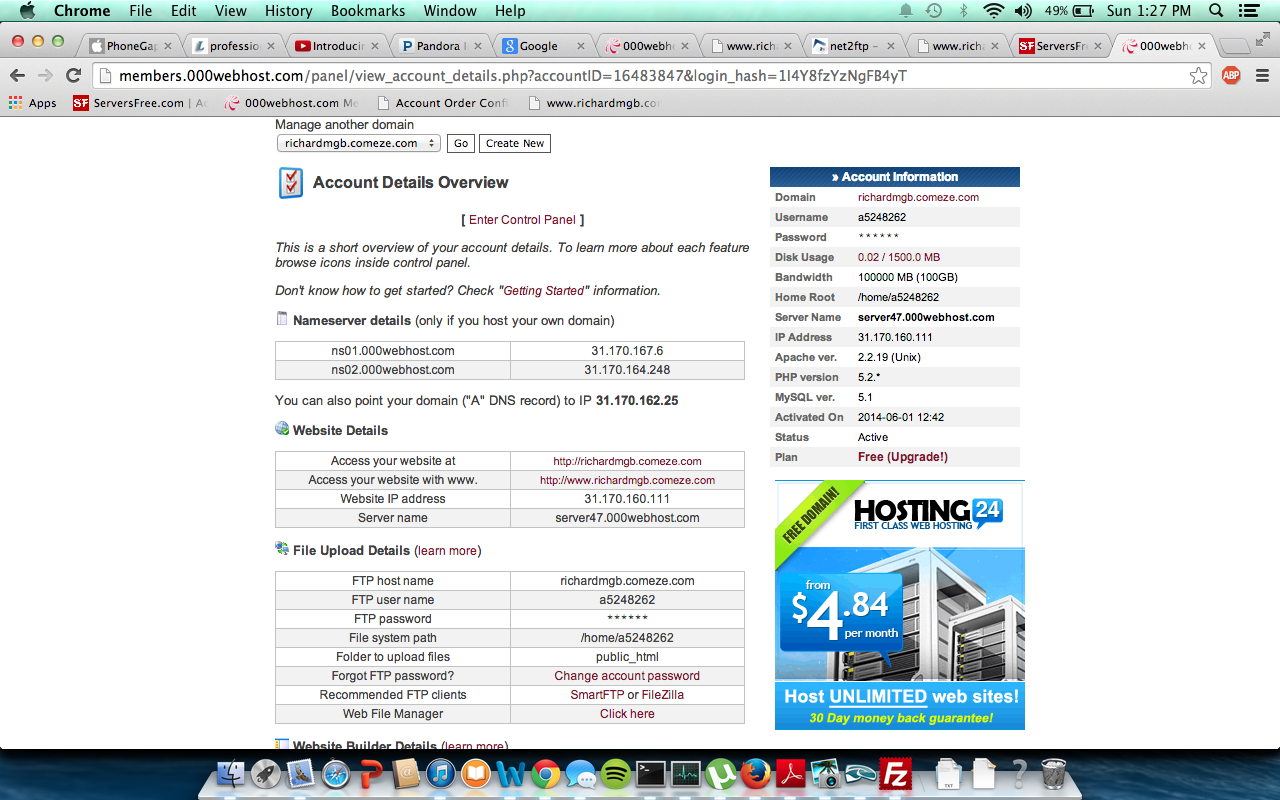 Chrome File Edit View History Bookmarks Window Help 49% Sun 1:27 PM
PhoneGap profession Introducin Pandora Google 000webh www.rich net2ftp – www.rich ServersFre 000webh
members.000webhost.com/panel/view_account_details.php?accountID=16483847&login_hash=1I4Y8fzYzNgFB4yT ABP
Apps SF ServersFree.com | Ac 000webhost.com Me Account Order Confi www.richardmgb.co
Manage another domain
richardmgb.comeze.com Go Create New
Account Details Overview
[ Enter Control Panel ]
This is a short overview of your account details. To learn more about each feature
browse icons inside control panel.
Don't know how to get started? Check "Getting Started" information.
Nameserver details (only if you host your own domain)
ns01.000webhost.com 31.170.167.6
ns02.000webhost.com 31.170.164.248
You can also point your domain ("A" DNS record) to IP 31.170.162.25
Website Details
Access your website at http://richardmgb.comeze.com
Access your website with www. http://www.richardmgb.comeze.com
Website IP address 31.170.160.111
Server name server47.000webhost.com
File Upload Details (learn more)
FTP host name richardmgb.comeze.com
FTP user name a5248262
FTP password ******
File system path /home/a5248262
Folder to upload files public_html
Forgot FTP password? Change account password
Recommended FTP clients SmartFTP or FileZilla
Web File Manager Click here
Website Builder Details (learn more)
» Account Information
Domain richardmgb.comeze.com
Username a5248262
Password ******
Disk Usage 0.02 / 1500.0 MB
Bandwidth 100000 MB (100GB)
Home Root /home/a5248262
Server Name server47.000webhost.com
IP Address 31.170.160.111
Apache ver. 2.2.19 (Unix)
PHP version 5.2.*
MySQL ver. 5.1
Activated On 2014-06-01 12:42
Status Active
Plan Free (Upgrade!)
FREE DOMAIN!
HOSTING 24
FIRST CLASS WEB HOSTING
from
$4.84
per month
Host UNLIMITED web sites!
30 Day money back guarantee!
TXT